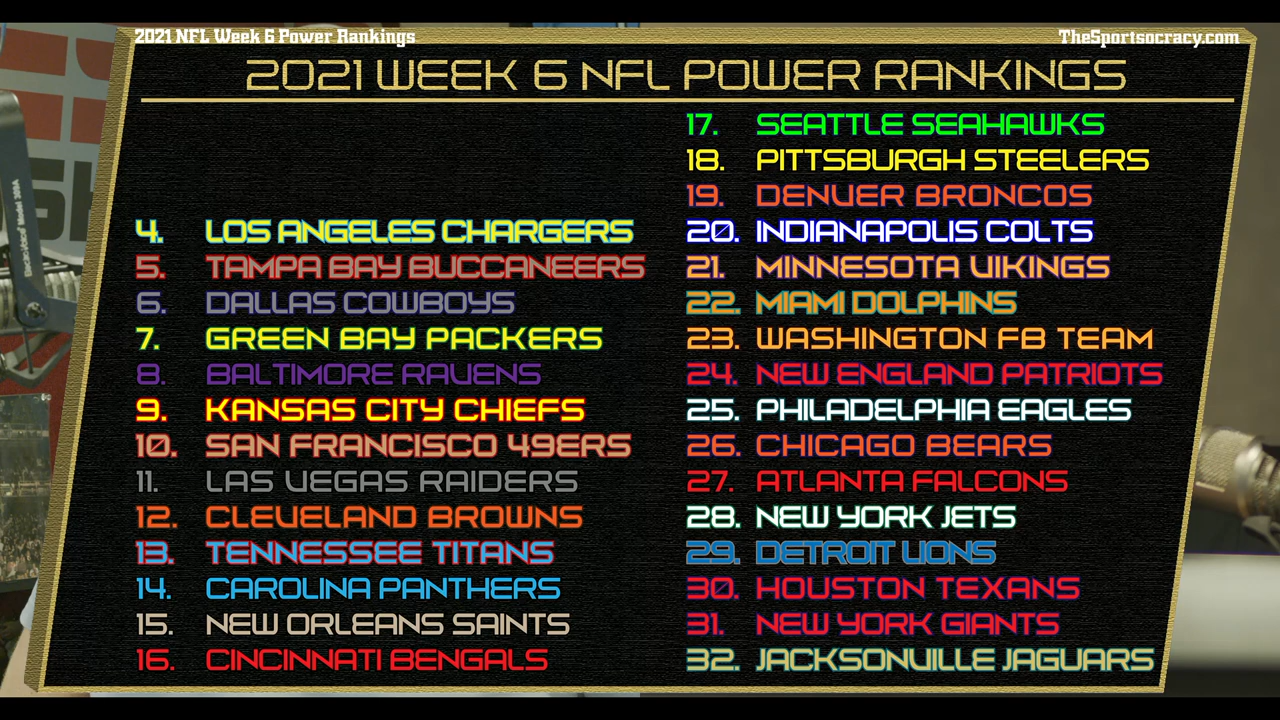 2021 NFL Week 6 Power Rankings
TheSportsocracy.com
2021 WEEK 6 NFL POWER RANKINGS
4. LOS ANGELES CHARGERS
5. TAMPA BAY BUCCANEERS
6. DALLAS COWBOYS
7. GREEN BAY PACKERS
8. BALTIMORE RAVENS
9. KANSAS CITY CHIEFS
10. SAN FRANCISCO 49ERS
11. LAS VEGAS RAIDERS
12. CLEVELAND BROWNS
13. TENNESSEE TITANS
14. CAROLINA PANTHERS
15. NEW ORLEANS SAINTS
16. CINCINNATI BENGALS
17. SEATTLE SEAHAWKS
18. PITTSBURGH STEELERS
19. DENVER BRONCOS
20. INDIANAPOLIS COLTS
21. MINNESOTA VIKINGS
22. MIAMI DOLPHINS
23. WASHINGTON FB TEAM
24. NEW ENGLAND PATRIOTS
25. PHILADELPHIA EAGLES
26. CHICAGO BEARS
27. ATLANTA FALCONS
28. NEW YORK JETS
29. DETROIT LIONS
30. HOUSTON TEXANS
31. NEW YORK GIANTS
32. JACKSONVILLE JAGUARS